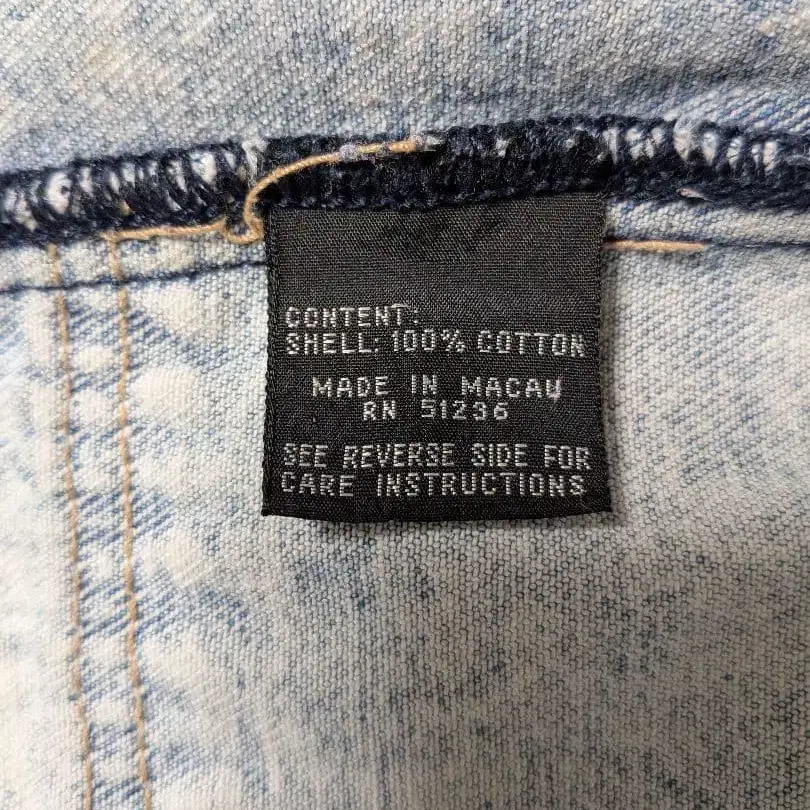 CONTENT:
SHELL: 100% COTTON
MADE IN MACAU
RN 51236
SEE REVERSE SIDE FOR
CARE INSTRUCTIONS